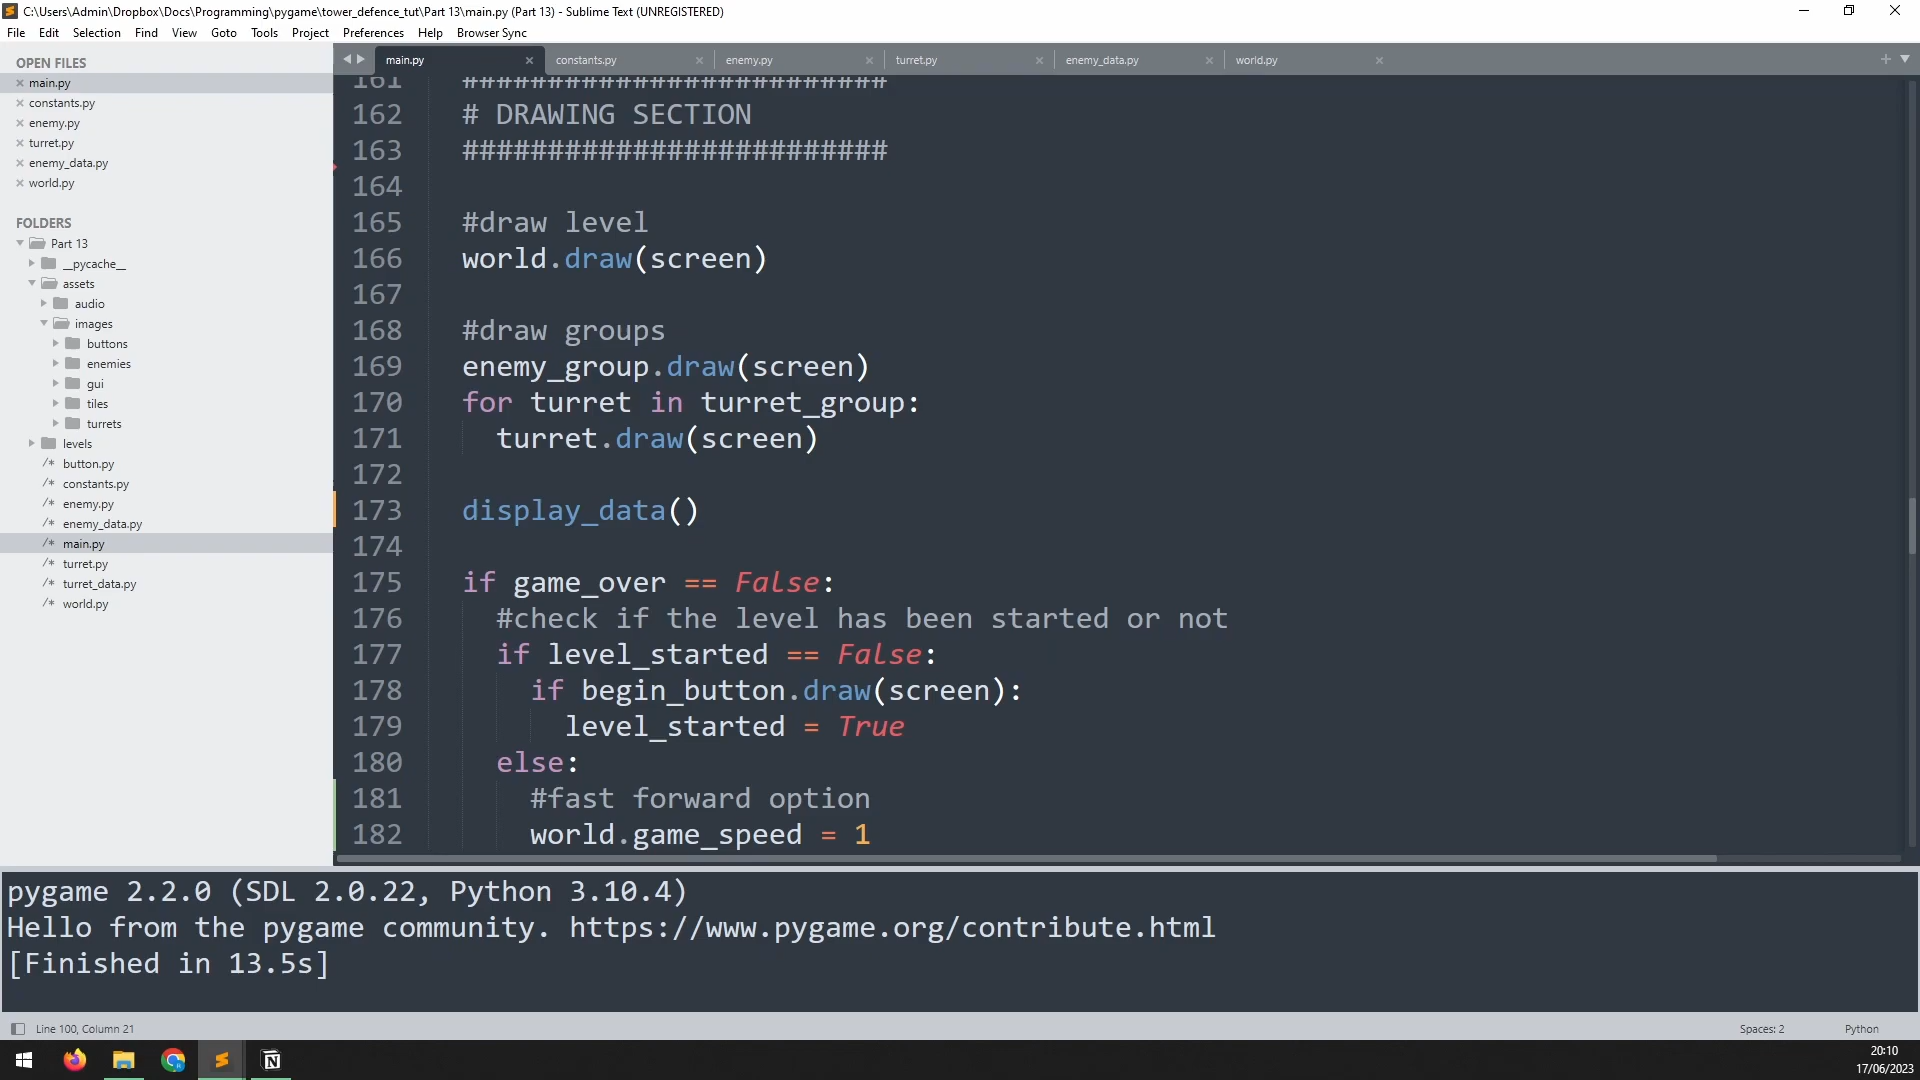 C:\Users\Admin\Dropbox\Docs\Programming\pygame\tower_defence_tut\Part 13\main.py (Part 13) - Sublime Text (UNREGISTERED)
File Edit Selection Find View Goto Tools Project Preferences Help Browser Sync
OPEN FILES
main.py
constants.py
enemy.py
turret.py
enemy_data.py
world.py
FOLDERS
Part 13
__pycache__
assets
audio
images
buttons
enemies
gui
tiles
turrets
levels
button.py
constants.py
enemy.py
enemy_data.py
main.py
turret.py
turret_data.py
world.py
main.py constants.py enemy.py turret.py enemy_data.py world.py
161 #########################
162 # DRAWING SECTION
163 #########################
164
165 #draw level
166 world.draw(screen)
167
168 #draw groups
169 enemy_group.draw(screen)
170 for turret in turret_group:
171 turret.draw(screen)
172
173 display_data()
174
175 if game_over == False:
176 #check if the level has been started or not
177 if level_started == False:
178 if begin_button.draw(screen):
179 level_started = True
180 else:
181 #fast forward option
182 world.game_speed = 1
pygame 2.2.0 (SDL 2.0.22, Python 3.10.4)
Hello from the pygame community. https://www.pygame.org/contribute.html
[Finished in 13.5s]
Line 100, Column 21
Spaces: 2
Python
20:10
17/06/2023